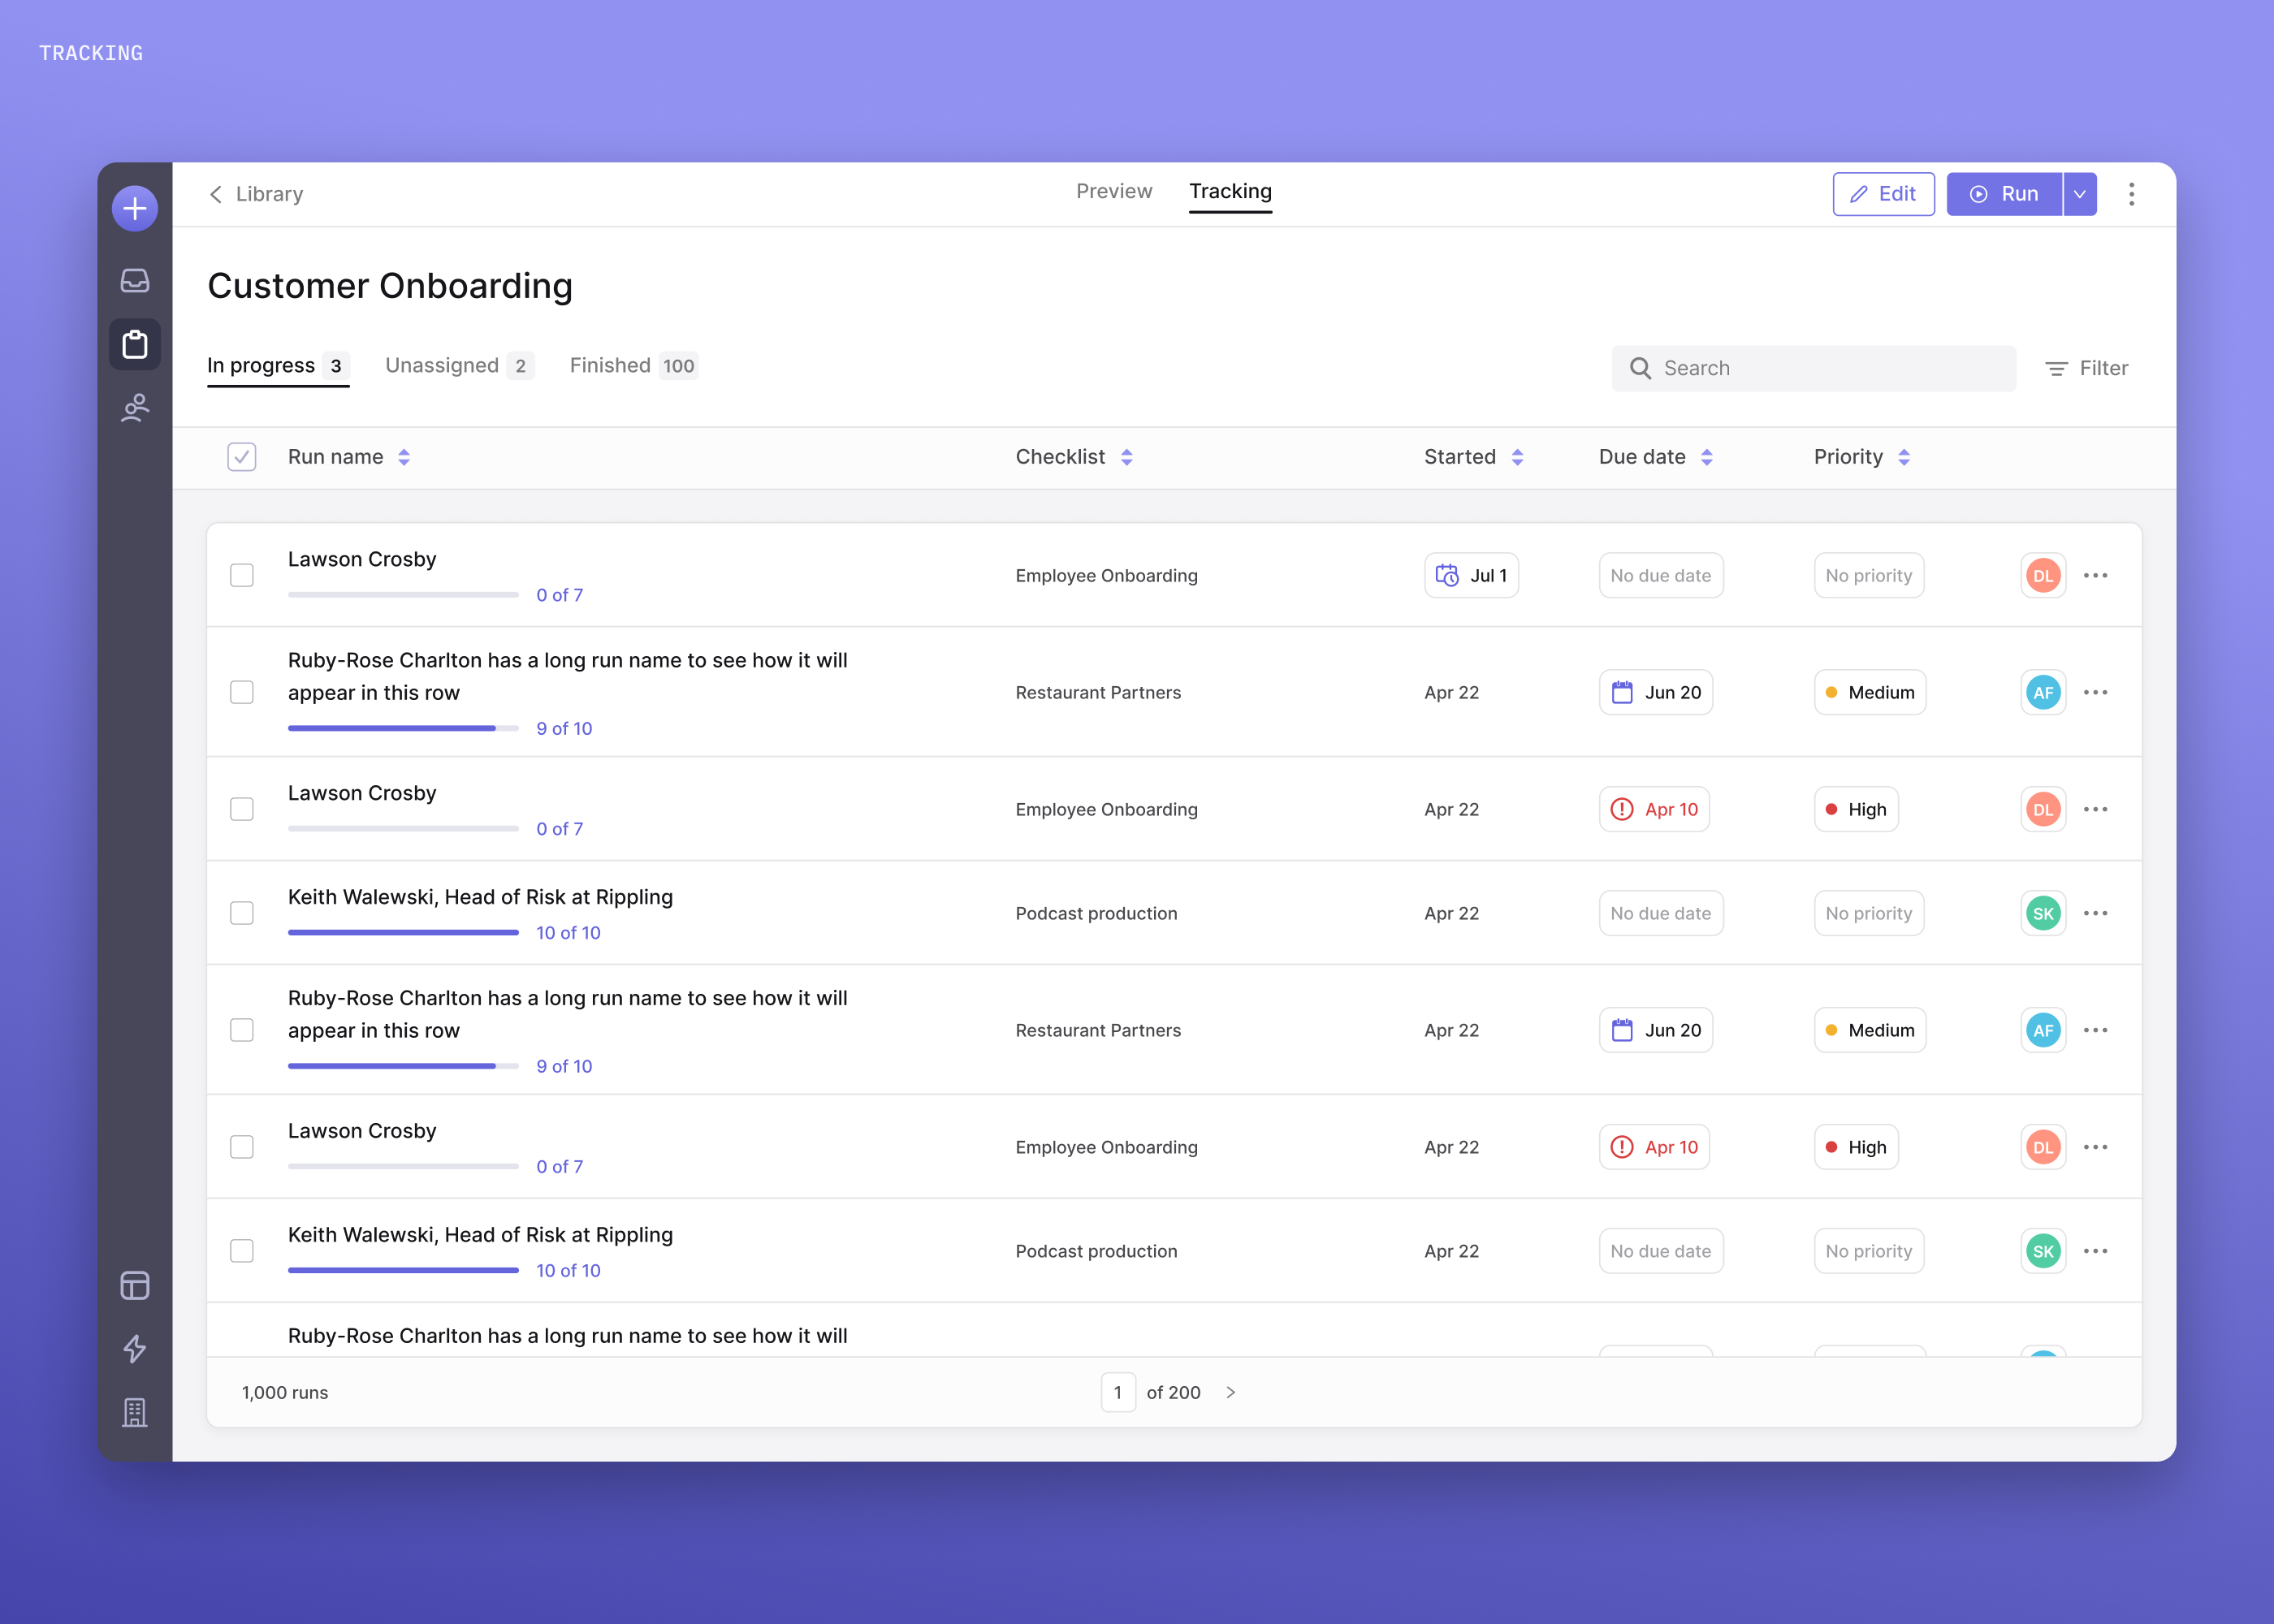 TRACKING
Library
Preview
Tracking
Edit
Run
Customer Onboarding
In progress 3
Unassigned 2
Finished 100
Search
Filter
Run name
Checklist
Started
Due date
Priority
Lawson Crosby
0 of 7
Employee Onboarding
Jul 1
No due date
No priority
DL
Ruby-Rose Charlton has a long run name to see how it will
appear in this row
9 of 10
Restaurant Partners
Apr 22
Jun 20
Medium
AF
Lawson Crosby
0 of 7
Employee Onboarding
Apr 22
Apr 10
High
DL
Keith Walewski, Head of Risk at Rippling
10 of 10
Podcast production
Apr 22
No due date
No priority
SK
Ruby-Rose Charlton has a long run name to see how it will
appear in this row
9 of 10
Restaurant Partners
Apr 22
Jun 20
Medium
AF
Lawson Crosby
0 of 7
Employee Onboarding
Apr 22
Apr 10
High
DL
Keith Walewski, Head of Risk at Rippling
10 of 10
Podcast production
Apr 22
No due date
No priority
SK
Ruby-Rose Charlton has a long run name to see how it will
1,000 runs
1 of 200